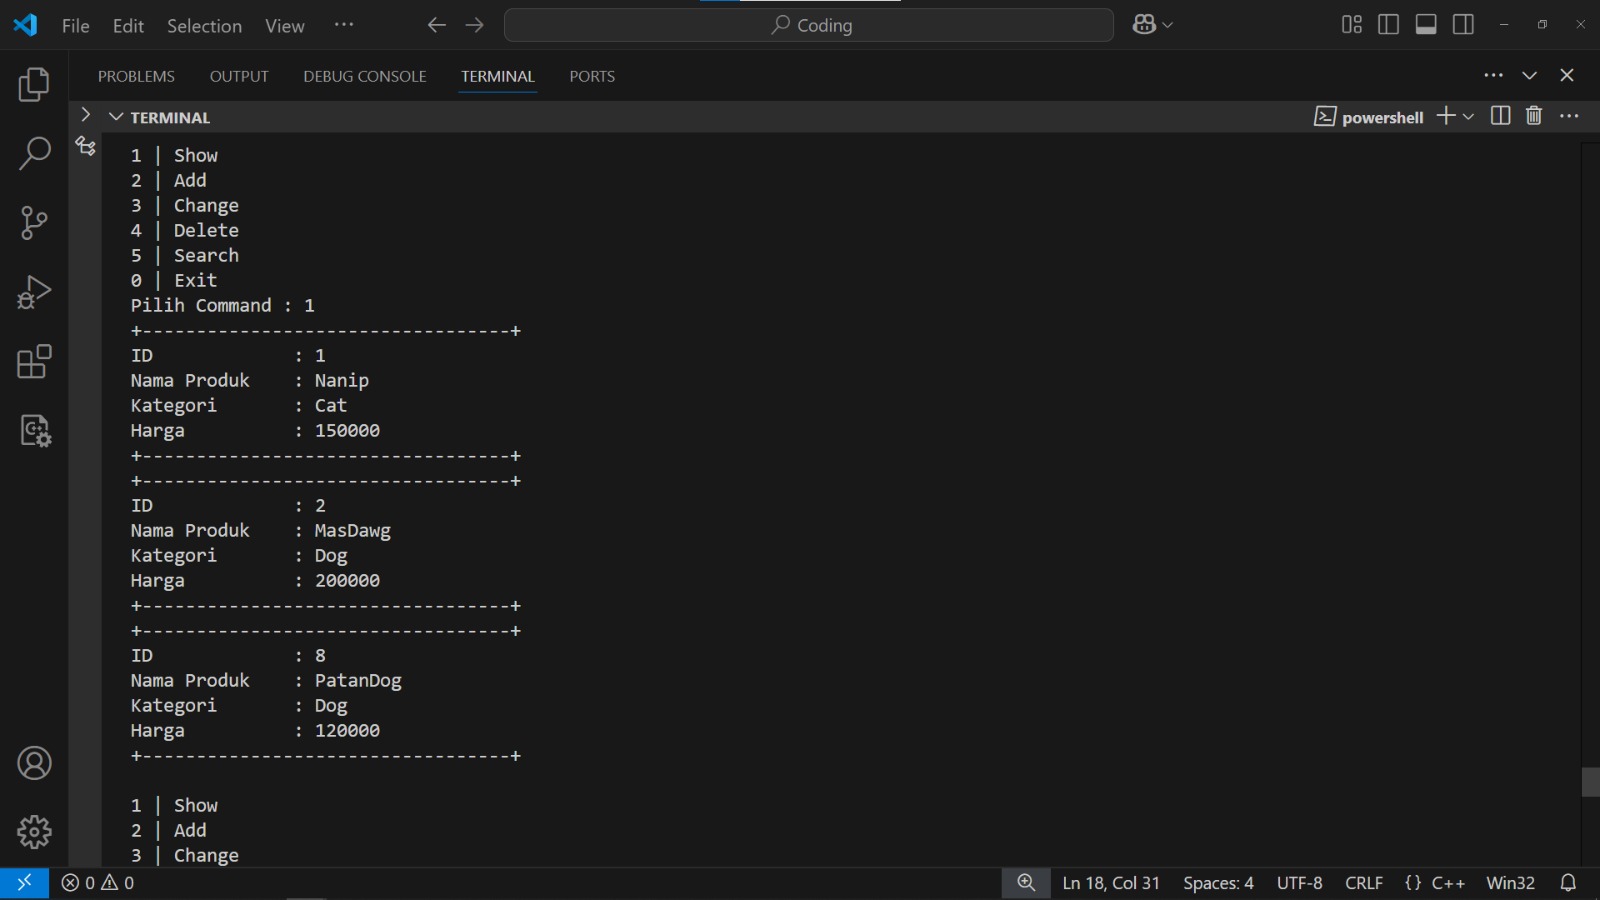 File Edit Selection View ··· Coding
PROBLEMS OUTPUT DEBUG CONSOLE TERMINAL PORTS
TERMINAL powershell
1 | Show
2 | Add
3 | Change
4 | Delete
5 | Search
0 | Exit
Pilih Command : 1
+----------------------------------+
ID : 1
Nama Produk : Nanip
Kategori : Cat
Harga : 150000
+----------------------------------+
+----------------------------------+
ID : 2
Nama Produk : MasDawg
Kategori : Dog
Harga : 200000
+----------------------------------+
+----------------------------------+
ID : 8
Nama Produk : PatanDog
Kategori : Dog
Harga : 120000
+----------------------------------+
1 | Show
2 | Add
3 | Change
0 0 Ln 18, Col 31 Spaces: 4 UTF-8 CRLF {} C++ Win32